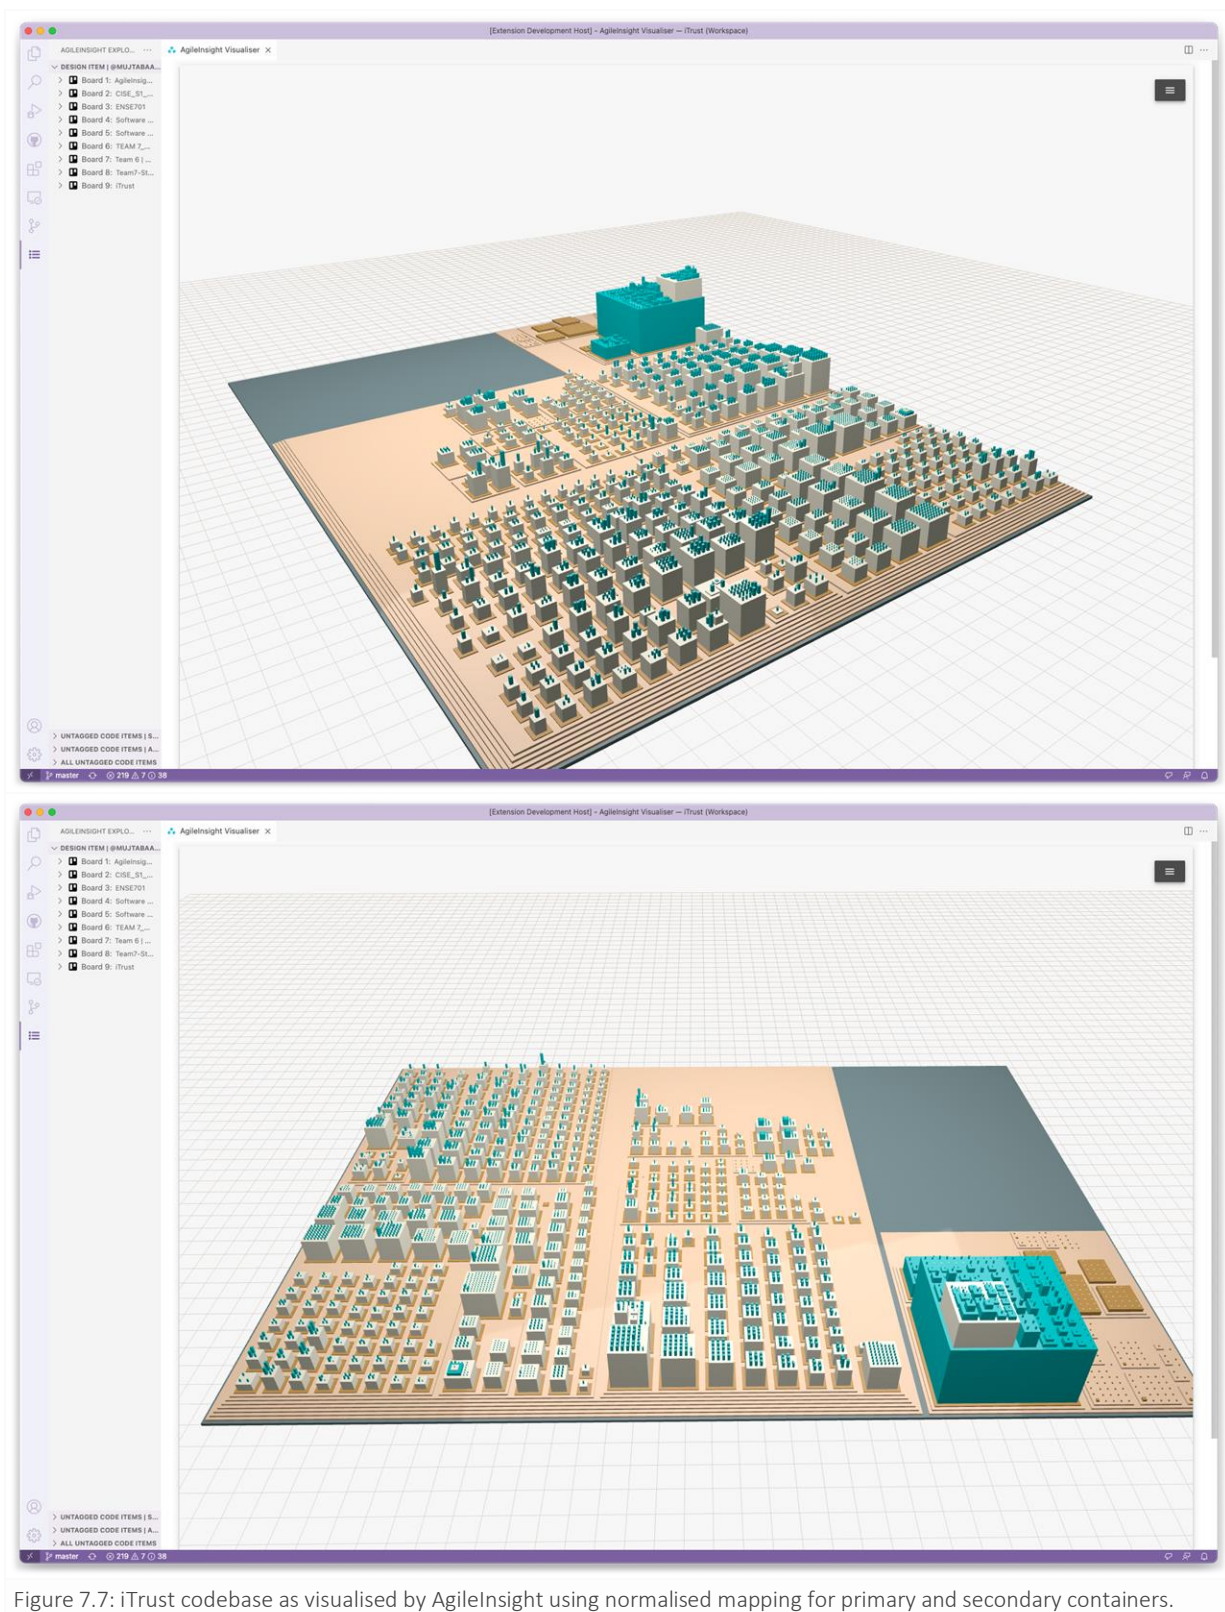 [Extension Development Host] - AgileInsight Visualiser — iTrust (Workspace)
AGILEINSIGHT EXPLO... ···
AgileInsight Visualiser ×
DESIGN ITEM | @MUJTABAA...
Board 1: AgileInsig...
Board 2: CISE_S1_...
Board 3: ENSE701
Board 4: Software ...
Board 5: Software ...
Board 6: TEAM 7_...
Board 7: Team 6 | ...
Board 8: Team7-St...
Board 9: iTrust
UNTAGGED CODE ITEMS | S...
UNTAGGED CODE ITEMS | A...
ALL UNTAGGED CODE ITEMS
master 219 7 38
[Extension Development Host] - AgileInsight Visualiser — iTrust (Workspace)
AGILEINSIGHT EXPLO... ···
AgileInsight Visualiser ×
DESIGN ITEM | @MUJTABAA...
Board 1: AgileInsig...
Board 2: CISE_S1_...
Board 3: ENSE701
Board 4: Software ...
Board 5: Software ...
Board 6: TEAM 7_...
Board 7: Team 6 | ...
Board 8: Team7-St...
Board 9: iTrust
UNTAGGED CODE ITEMS | S...
UNTAGGED CODE ITEMS | A...
ALL UNTAGGED CODE ITEMS
master 219 7 38
Figure 7.7: iTrust codebase as visualised by AgileInsight using normalised mapping for primary and secondary containers.